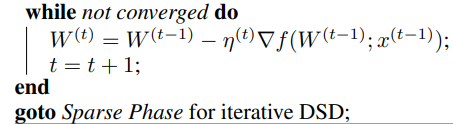 while not converged do
W^(t) = W^(t−1) − η^(t)∇f(W^(t−1); x^(t−1));
t = t + 1;
end
goto Sparse Phase for iterative DSD;